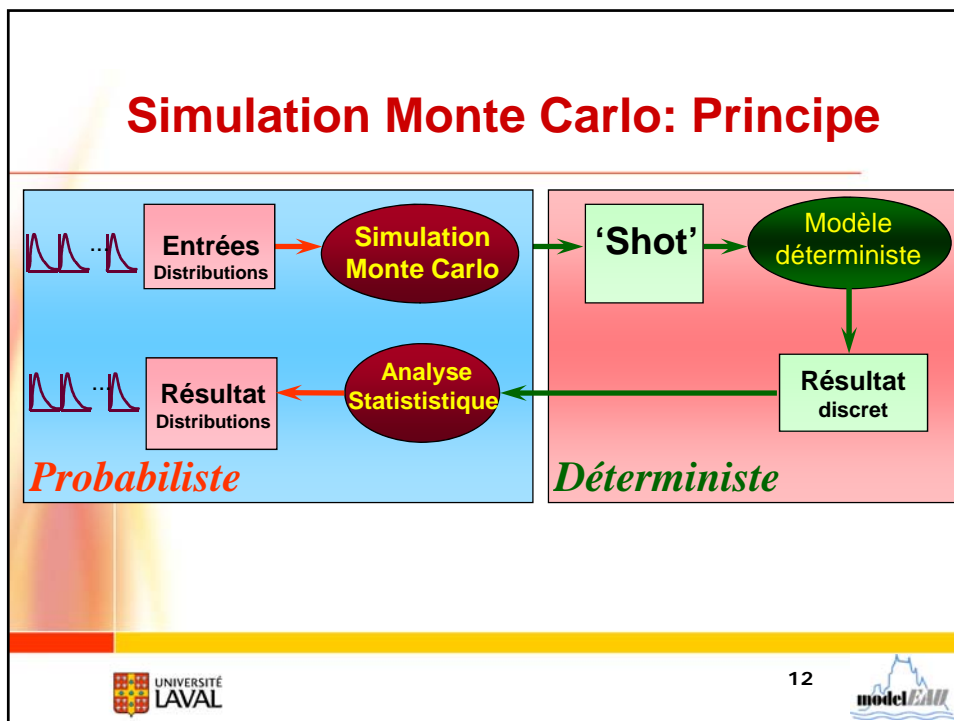 Simulation Monte Carlo: Principe
...
Entrées
Distributions
Simulation
Monte Carlo
‘Shot’
Modèle
déterministe
...
Résultat
Distributions
Analyse
Statististique
Résultat
discret
Probabiliste
Déterministe
UNIVERSITÉ
LAVAL
12
modelEAU